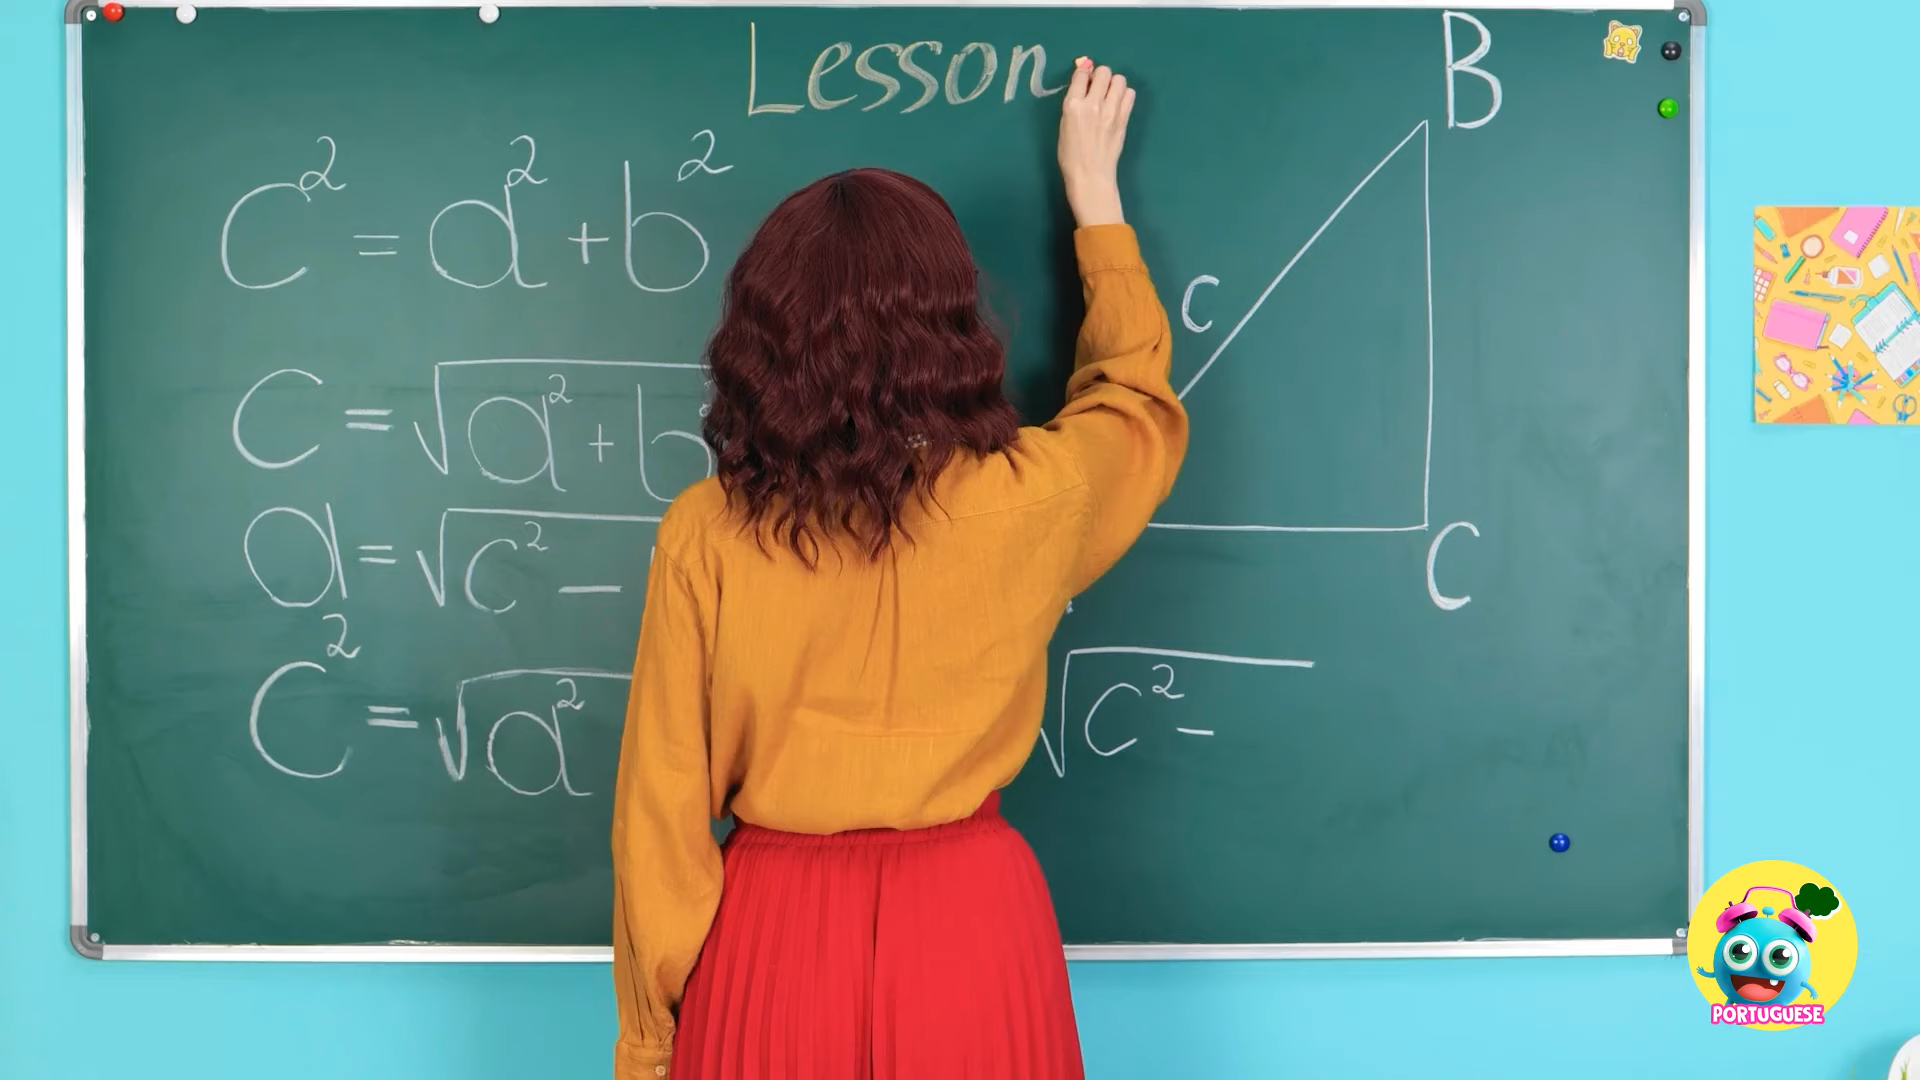 Lesson
B
C² = a² + b²
C
C = √a² + b
a = √c² –
C
C² = √a²
√c² –
PORTUGUESE